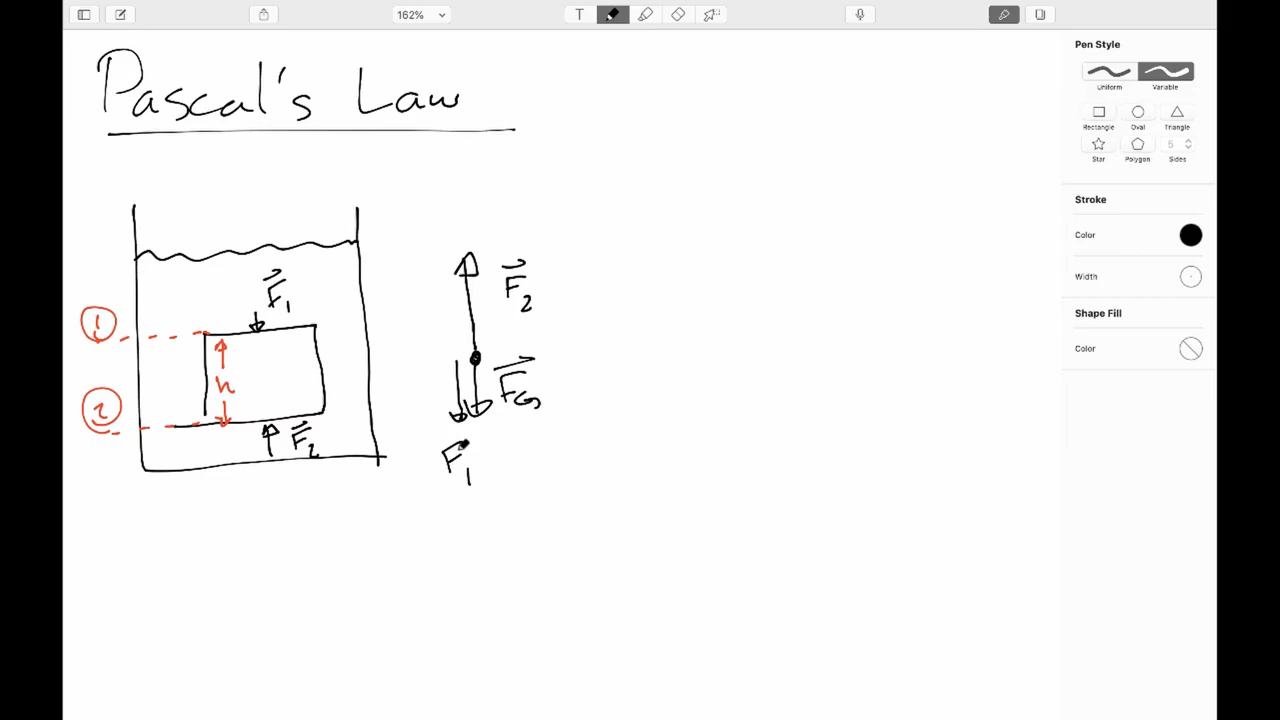 162%
Pascal's Law
Pen Style
Uniform
Variable
Rectangle
Oval
Triangle
Star
Polygon
5
Sides
Stroke
Color
Width
Shape Fill
Color
F₁
1
h
2
F₂
F₂
F_G
F₁
T